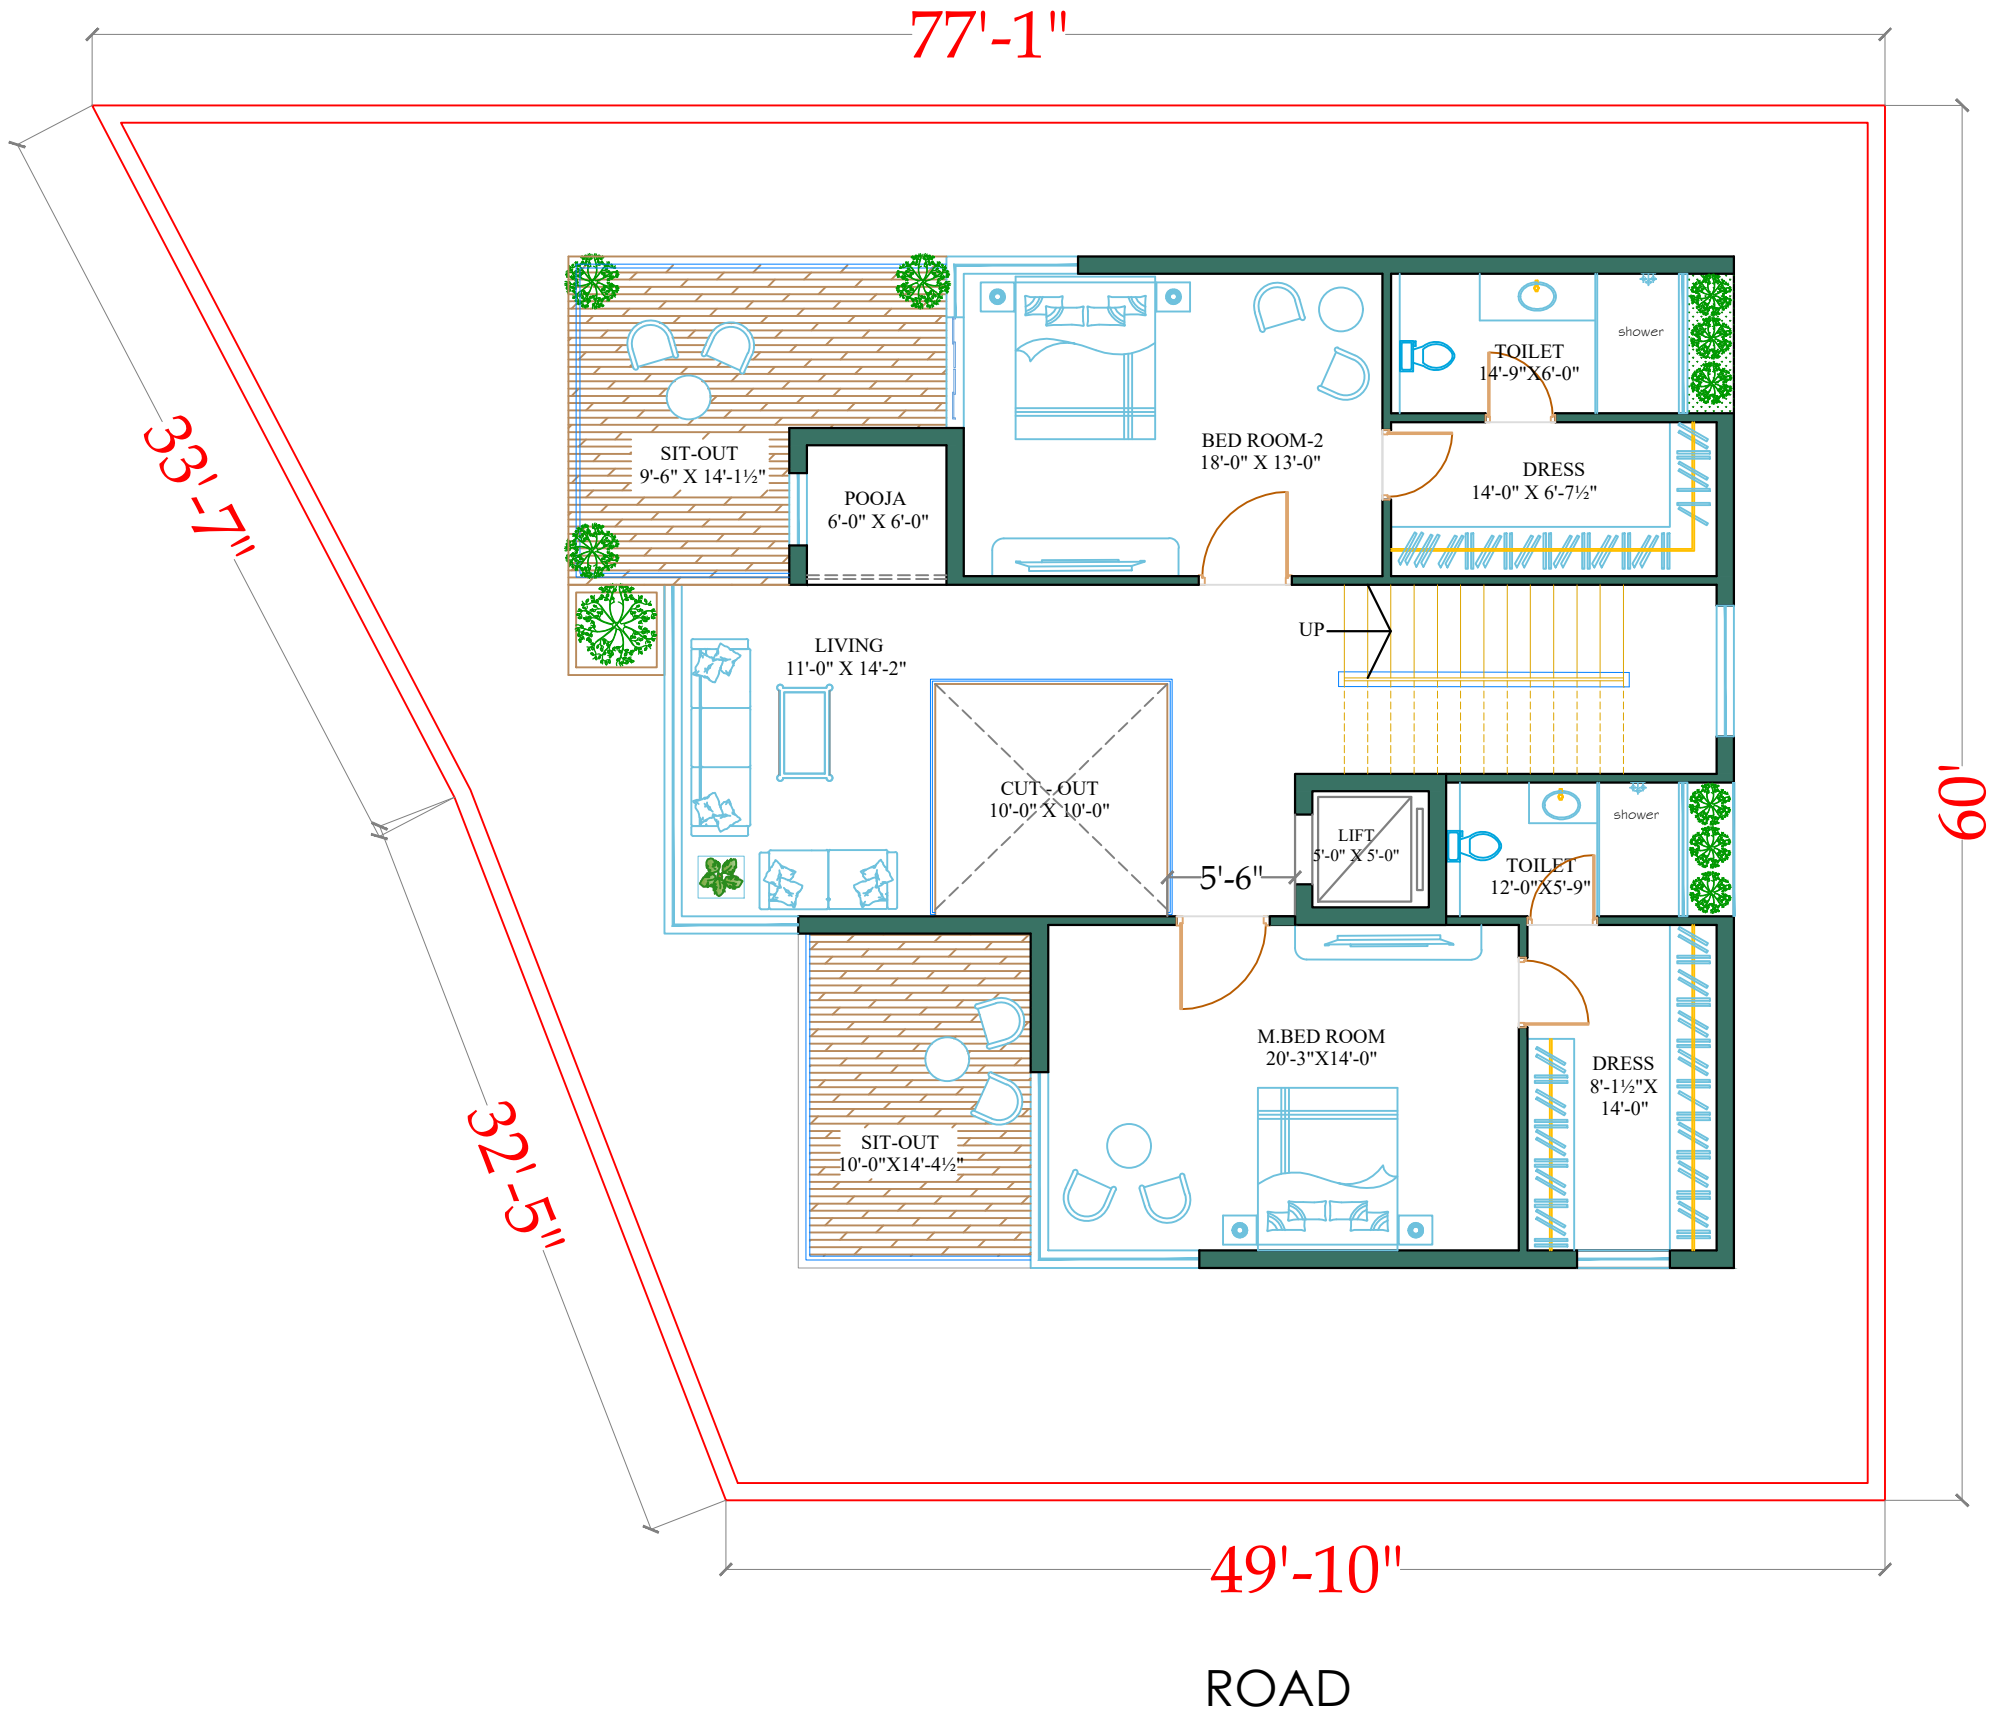 77'-1"
33'-7"
60'
shower
TOILET
14'-9"X6'-0"
BED ROOM-2
18'-0" X 13'-0"
SIT-OUT
9'-6" X 14'-1½"
DRESS
14'-0" X 6'-7½"
POOJA
6'-0" X 6'-0"
UP
LIVING
11'-0" X 14'-2"
CUT - OUT
10'-0" X 10'-0"
shower
LIFT
5'-0" X 5'-0"
TOILET
12'-0"X5'-9"
5'-6"
M.BED ROOM
20'-3"X14'-0"
DRESS
8'-1½"X
14'-0"
SIT-OUT
10'-0"X14'-4½"
32'-5"
49'-10"
ROAD